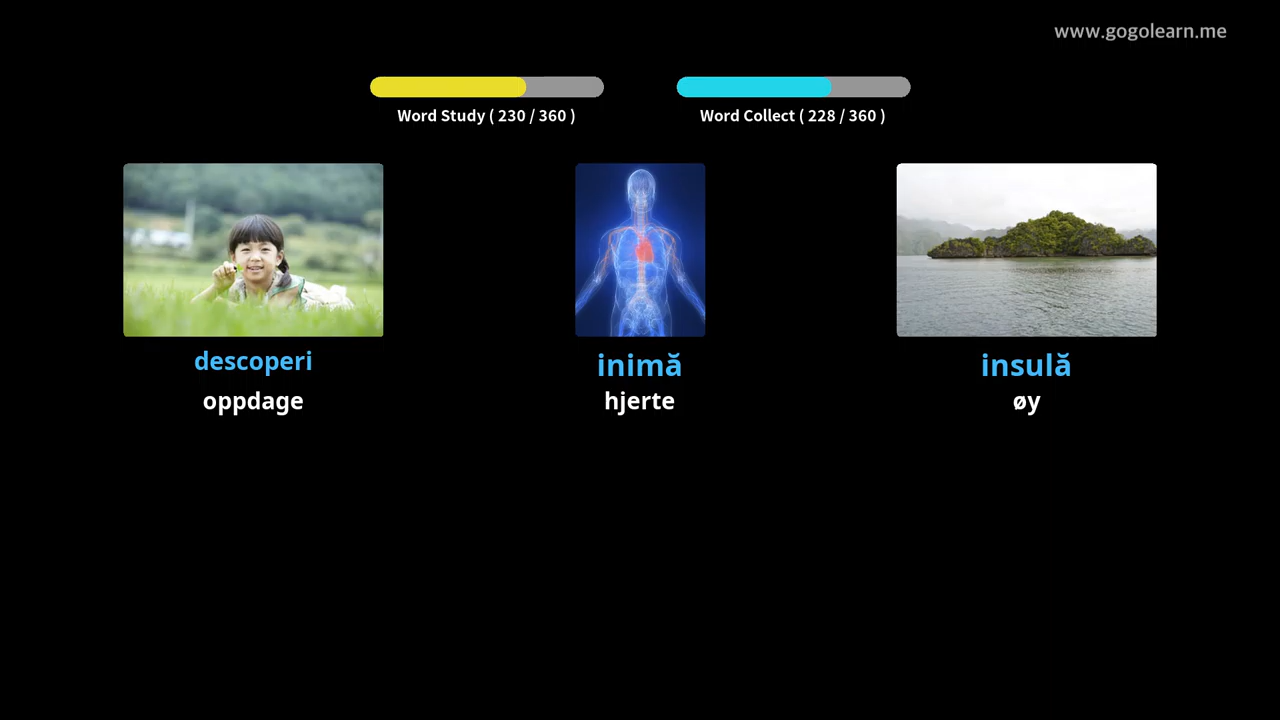 www.gogolearn.me
Word Study ( 230 / 360 )
Word Collect ( 228 / 360 )
descoperi
oppdage
inimă
hjerte
insulă
øy